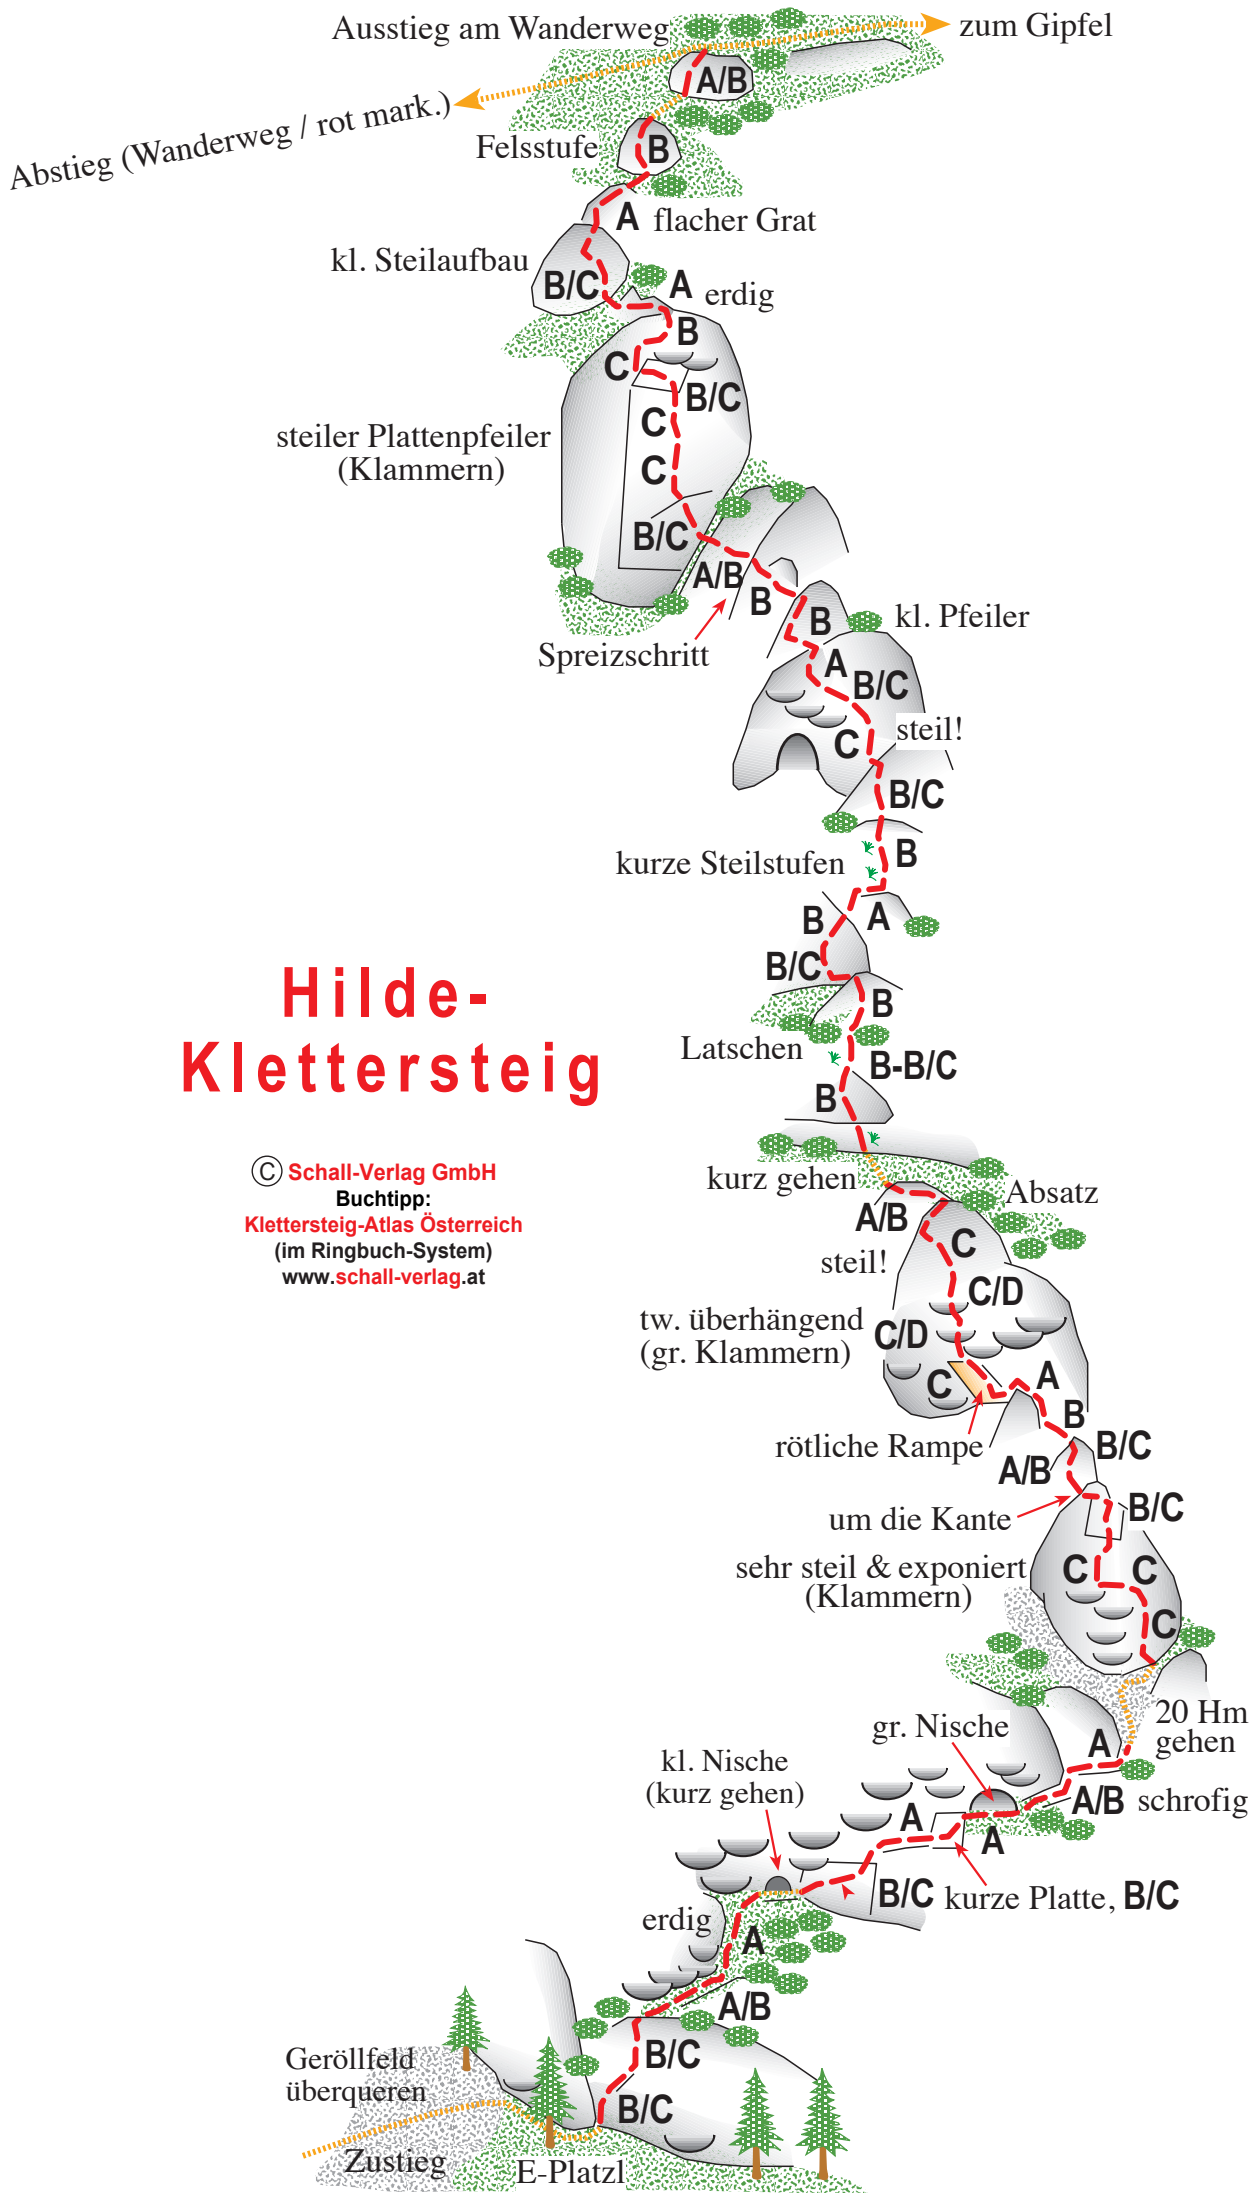 Ausstieg am Wanderweg
zum Gipfel
A/B
Abstieg (Wanderweg / rot mark.)
Felsstufe
B
A
flacher Grat
kl. Steilaufbau
B/C
A
erdig
B
C
B/C
steiler Plattenpfeiler
(Klammern)
C
C
B/C
A/B
B
Spreizschritt
B
kl. Pfeiler
A
B/C
steil!
C
B/C
kurze Steilstufen
B
A
B
B/C
B
Latschen
B-B/C
B
Hilde-
Klettersteig
© Schall-Verlag GmbH
Buchtipp:
Klettersteig-Atlas Österreich
(im Ringbuch-System)
www.schall-verlag.at
kurz gehen
Absatz
A/B
C
steil!
C/D
tw. überhängend
(gr. Klammern)
C/D
C
A
B
rötliche Rampe
A/B
B/C
um die Kante
B/C
sehr steil & exponiert
(Klammern)
C
C
C
20 Hm
gehen
gr. Nische
A
kl. Nische
(kurz gehen)
A/B
schrofig
A
A
B/C
kurze Platte, B/C
erdig
A
A/B
B/C
Geröllfeld
überqueren
B/C
Zustieg
E-Platzl